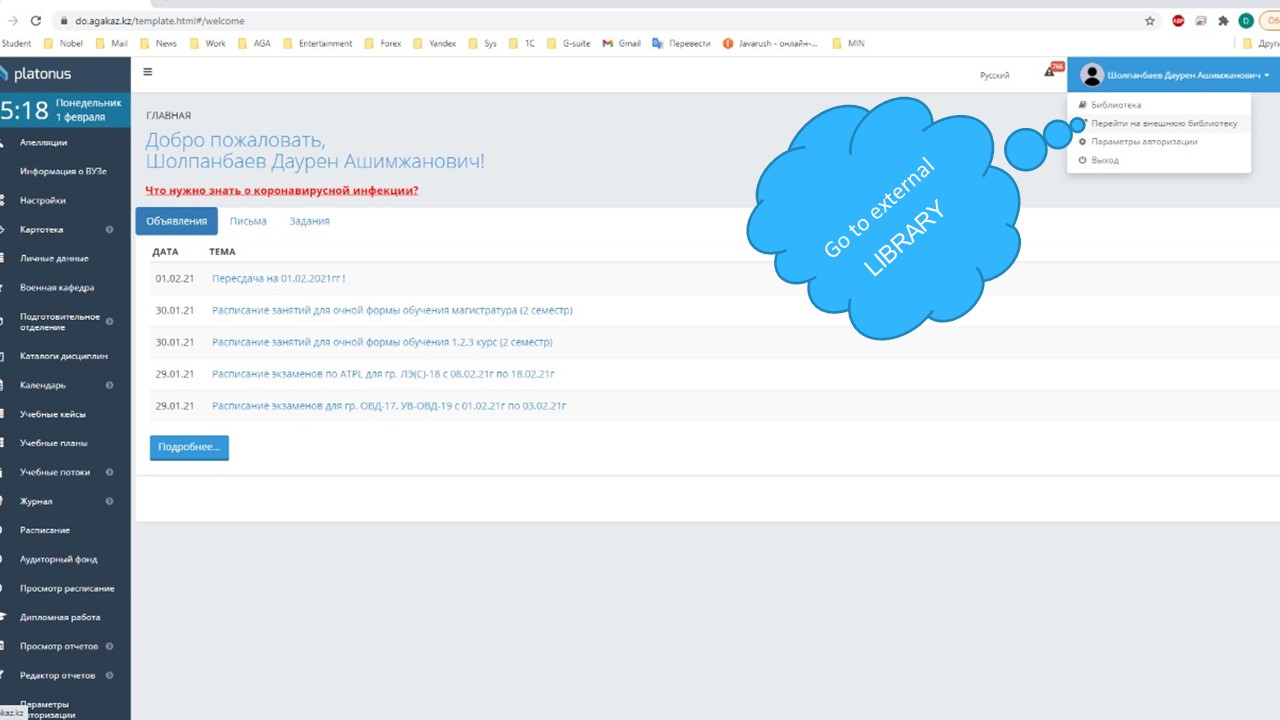 do.agakaz.kz/template.html#/welcome
Student Nobel Mail News Work AGA Entertainment Forex Yandex Sys 1C G-suite Gmail Перевести Javarush - онлайн-... MIN
platonus
5:18 Понедельник
1 февраля
Апелляции
Информация о ВУЗе
Настройки
Картотека
Личные данные
Военная кафедра
Подготовительное
отделение
Каталоги дисциплин
Календарь
Учебные кейсы
Учебные планы
Учебные потоки
Журнал
Расписание
Аудиторный фонд
Просмотр расписание
Дипломная работа
Просмотр отчетов
Редактор отчетов
Русский
766
Шолпанбаев Даурен Ашимжанович
Библиотека
Перейти на внешнюю библиотеку
Параметры авторизации
Выход
ГЛАВНАЯ
Добро пожаловать,
Шолпанбаев Даурен Ашимжанович!
Что нужно знать о коронавирусной инфекции?
Объявления Письма Задания
ДАТА ТЕМА
01.02.21 Пересдача на 01.02.2021гг !
30.01.21 Расписание занятий для очной формы обучения магистратура (2 семестр)
30.01.21 Расписание занятий для очной формы обучения 1.2.3 курс (2 семестр)
29.01.21 Расписание экзаменов по ATPL для гр. ЛЭ(С)-18 с 08.02.21г по 18.02.21г
29.01.21 Расписание экзаменов для гр. ОВД-17, УВ-ОВД-19 с 01.02.21г по 03.02.21г
Подробнее...
Go to external
LIBRARY